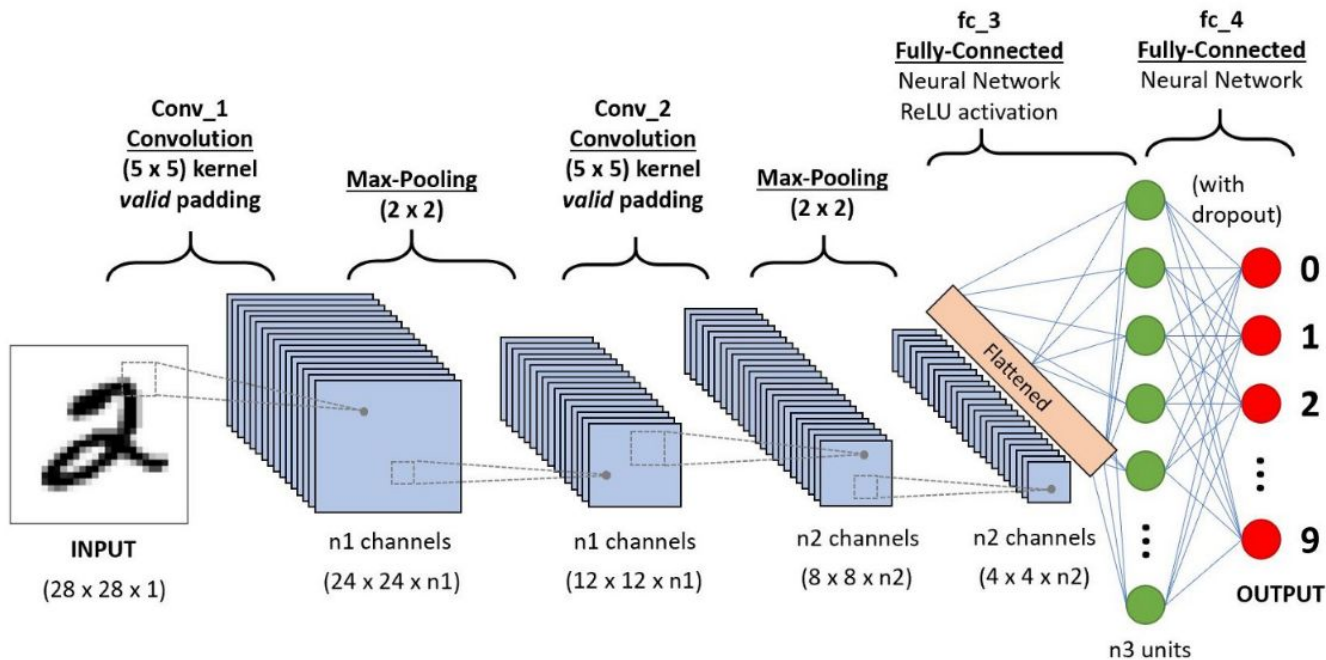 fc_3
Fully-Connected
Neural Network
ReLU activation
fc_4
Fully-Connected
Neural Network
Conv_1
Convolution
(5 x 5) kernel
valid padding
Max-Pooling
(2 x 2)
Conv_2
Convolution
(5 x 5) kernel
valid padding
Max-Pooling
(2 x 2)
(with
dropout)
2
INPUT
(28 x 28 x 1)
n1 channels
(24 x 24 x n1)
n1 channels
(12 x 12 x n1)
n2 channels
(8 x 8 x n2)
n2 channels
(4 x 4 x n2)
Flattened
0
1
2
9
OUTPUT
n3 units